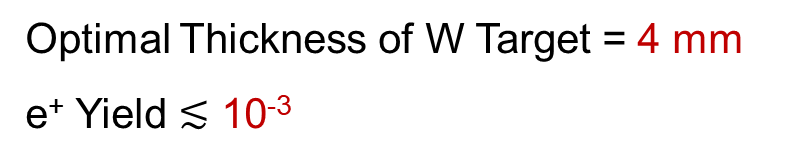 Optimal Thickness of W Target = 4 mm
e⁺ Yield ≲ 10⁻³